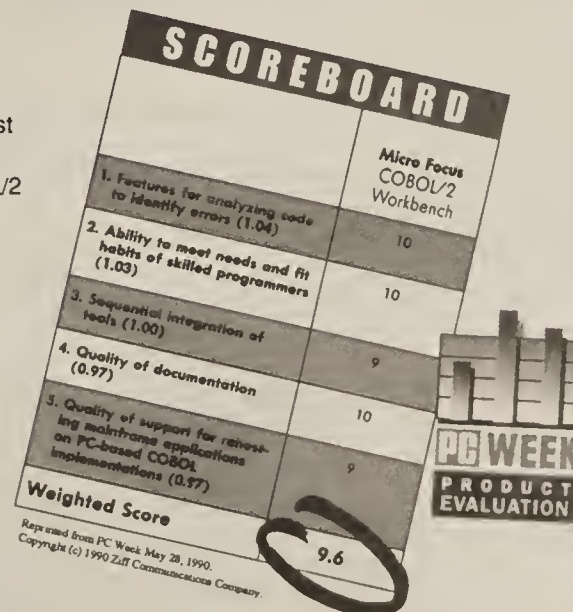 st
/2
SCOREBOARD
Micro Focus
COBOL/2
Workbench
1. Features for analyzing code
to identify errors (1.04)
10
2. Ability to meet needs and fit
habits of skilled programmers
(1.03)
10
3. Sequential integration of
tools (1.00)
9
4. Quality of documentation
(0.97)
10
5. Quality of support for rehost-
ing mainframe applications
on PC-based COBOL
implementations (0.97)
9
Weighted Score
9.6
Reprinted from PC Week May 28, 1990.
Copyright (c) 1990 Ziff Communications Company.
PC WEEK
PRODUCT
EVALUATION